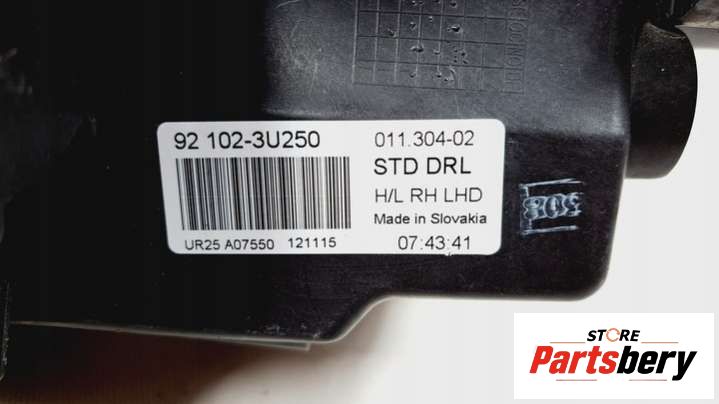 92 102-3U250
011.304-02
STD DRL
H/L RH LHD
Made in Slovakia
UR25 A07550 121115
07:43:41
308
STORE
Partsbery